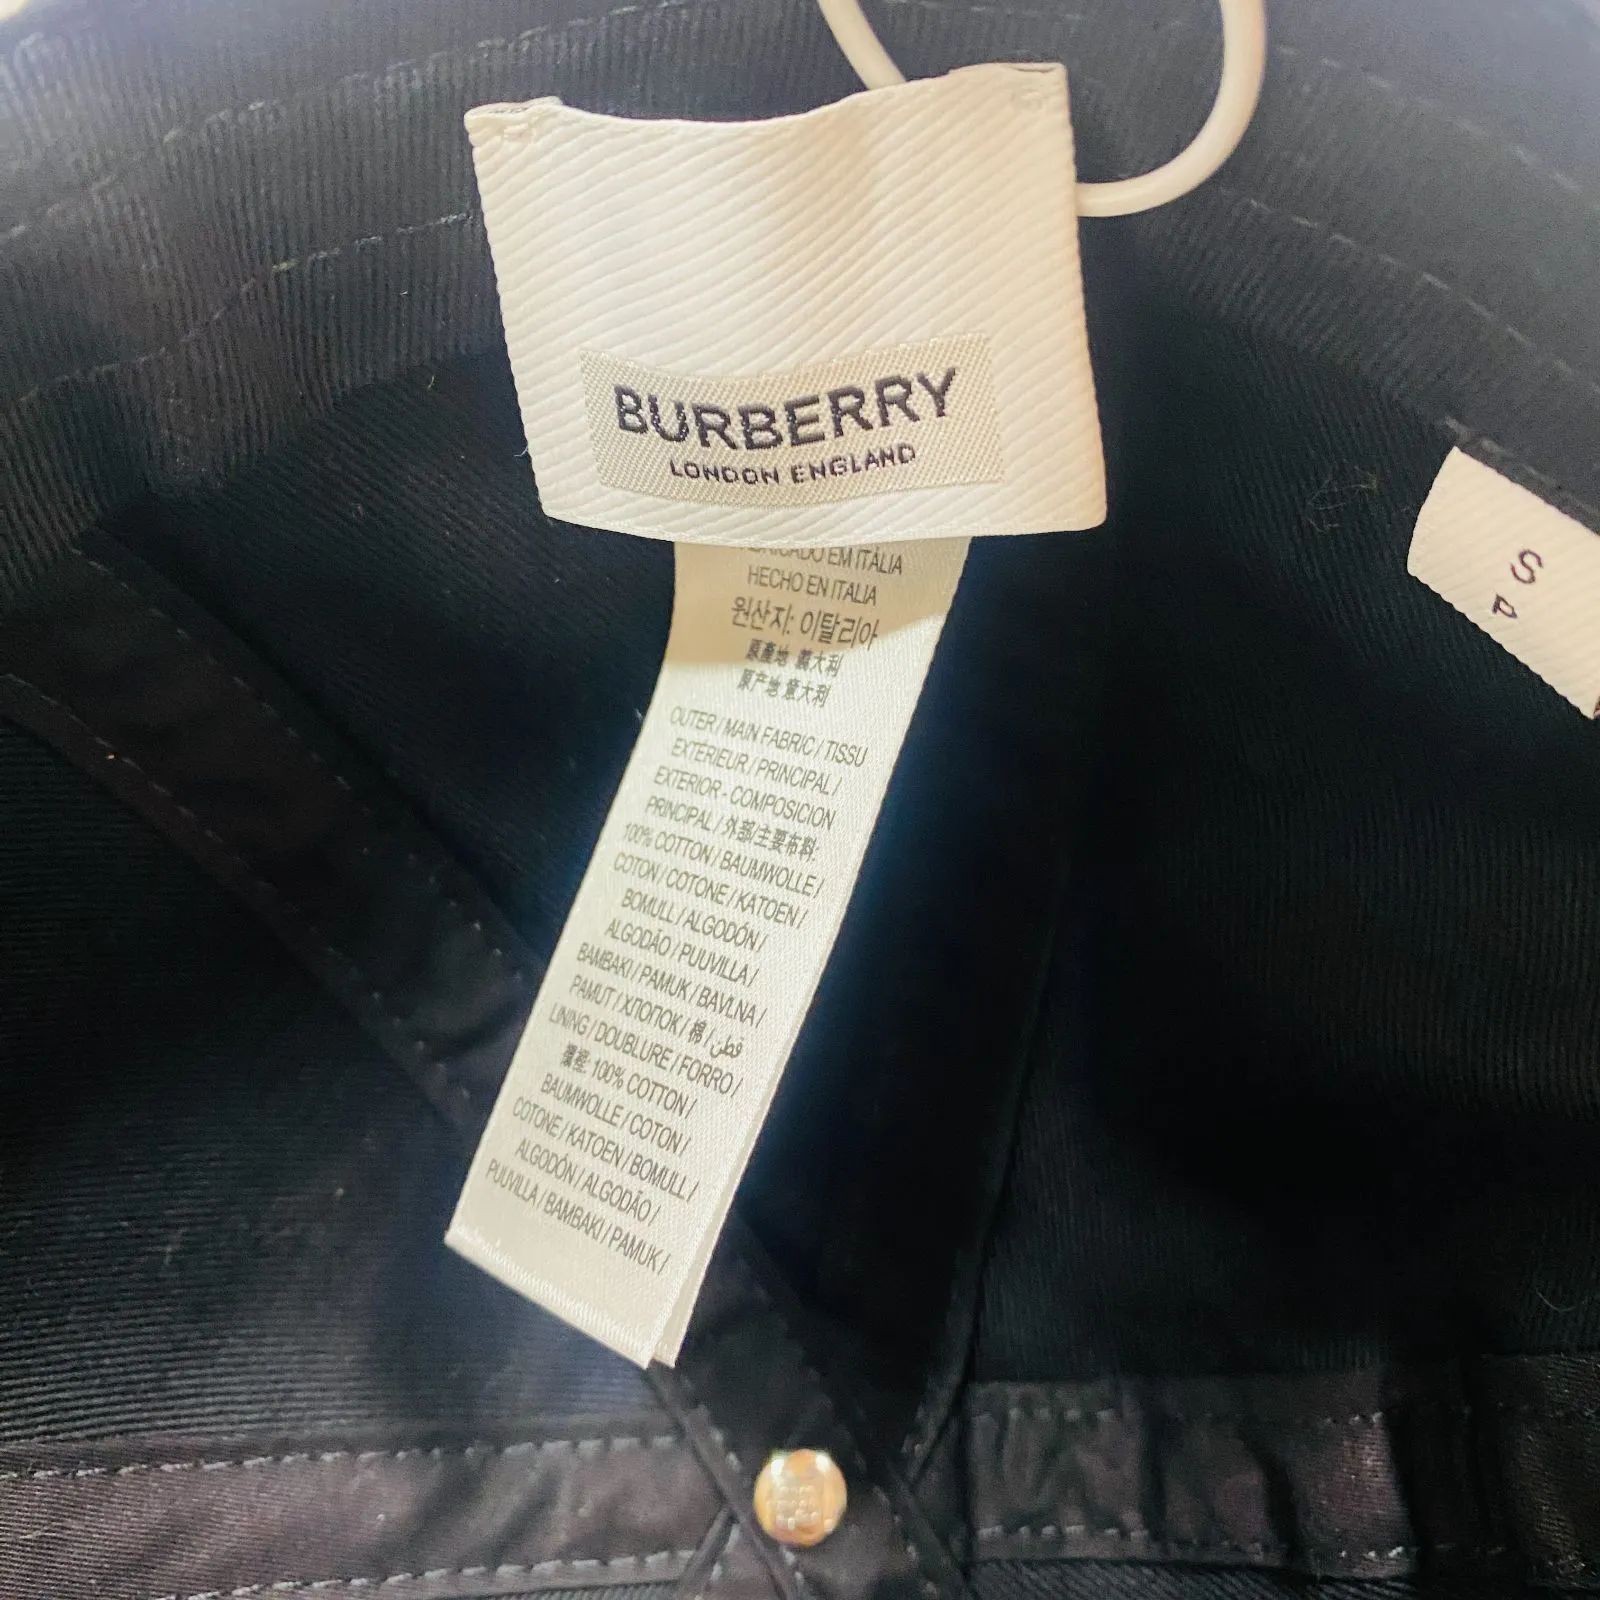 BURBERRY
LONDON ENGLAND
EM ITÁLIA
HECHO EN ITALIA
원산지: 이탈리아
原產地 義大利
原产地 意大利
OUTER / MAIN FABRIC / TISSU
EXTÉRIEUR / PRINCIPAL /
EXTERIOR - COMPOSICION
PRINCIPAL / 外部/主要布料:
100% COTTON / BAUMWOLLE /
COTON / COTONE / KATOEN /
BOMULL / ALGODÓN /
ALGODÃO / PUUVILLA /
BAMBAKI / PAMUK / BAVLNA /
PAMUT / ХЛОПОК / 棉 / قطن
LINING / DOUBLURE / FORRO /
100% COTTON /
BAUMWOLLE / COTON /
COTONE / KATOEN / BOMULL /
ALGODÓN / ALGODÃO /
PUUVILLA / BAMBAKI / PAMUK /
S
P